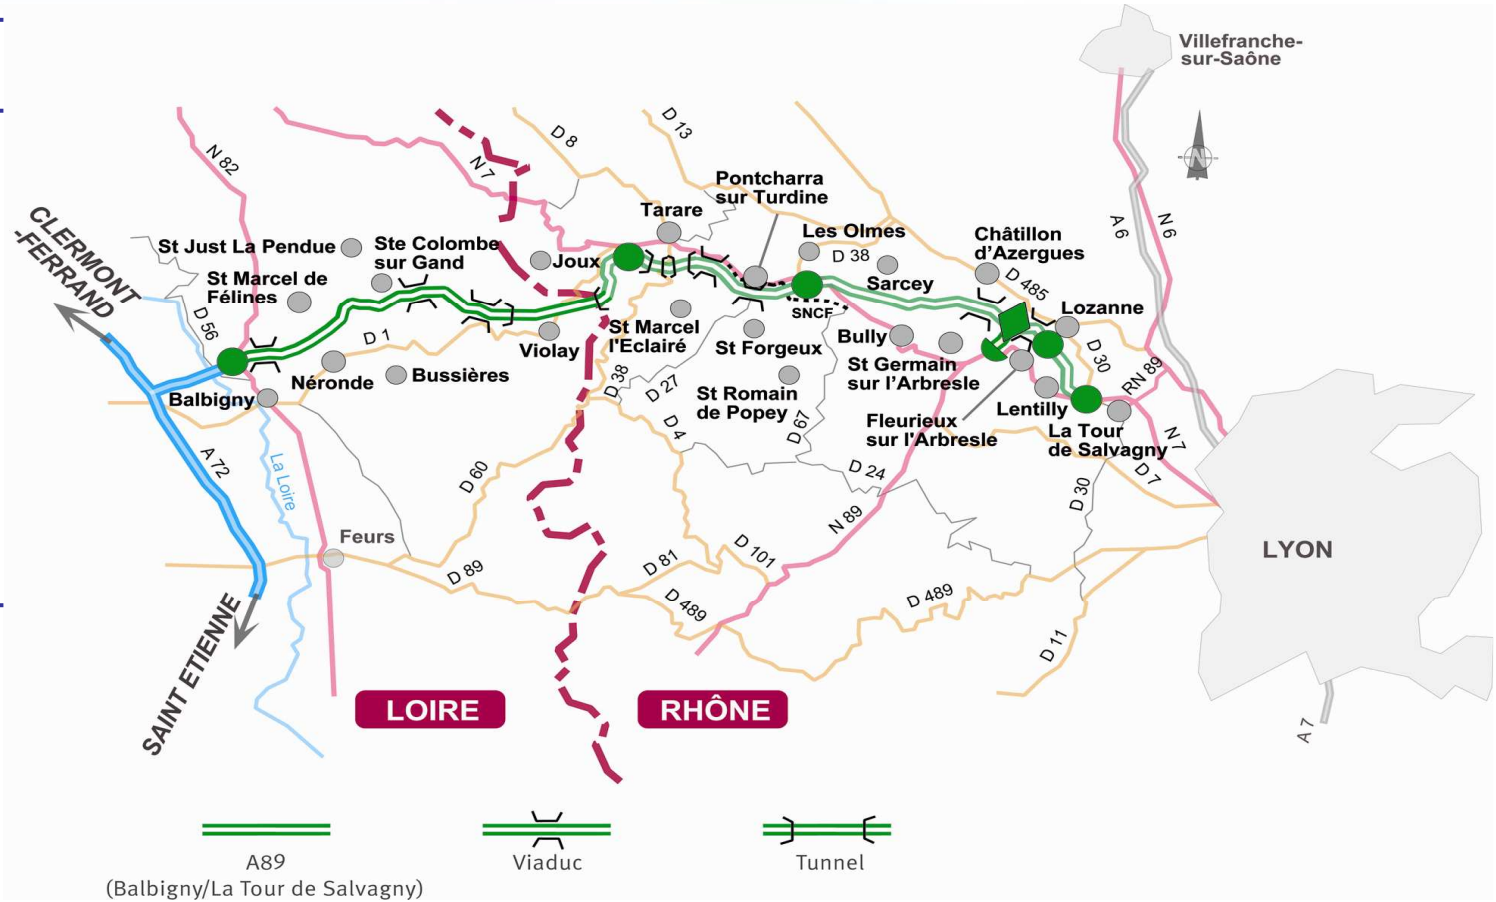 Villefranche-
sur-Saône
N 82
N 7
D 8
D 13
A 6
N 6
N
CLERMONT
-FERRAND
Pontcharra
sur Turdine
Tarare
Les Olmes
D 38
Sarcey
Châtillon
d'Azergues
D 485
St Just La Pendue
Ste Colombe
sur Gand
Joux
St Marcel de
Félines
D 56
D 1
Lozanne
SNCF
St Marcel
l'Eclairé
Violay
St Forgeux
Bully
St Germain
sur l'Arbresle
D 30
RN 89
Néronde
Bussières
Balbigny
D 38
D 27
St Romain
de Popey
D 67
Fleurieux
sur l'Arbresle
Lentilly
La Tour
de Salvagny
N 7
D 7
D 4
A 72
La Loire
D 60
D 24
D 30
N 89
Feurs
D 89
D 81
D 101
D 489
D 489
D 11
LYON
SAINT ETIENNE
LOIRE
RHÔNE
A 7
A89
(Balbigny/La Tour de Salvagny)
Viaduc
Tunnel